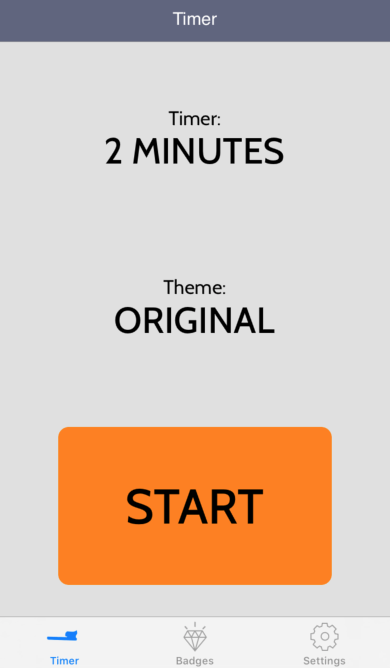 Timer
Timer:
2 MINUTES
Theme:
ORIGINAL
START
Timer
Badges
Settings